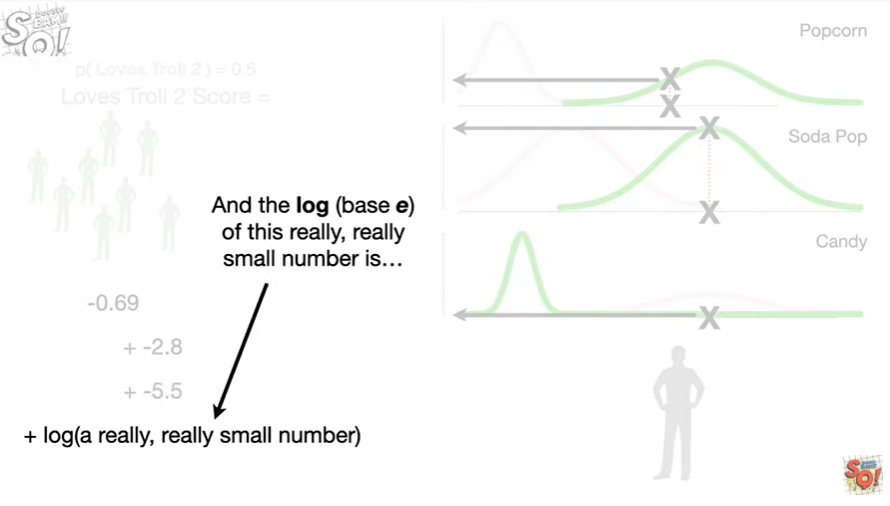 p( Loves Troll 2 ) = 0.5
Loves Troll 2 Score =
And the log (base e)
of this really, really
small number is…
-0.69
+ -2.8
+ -5.5
+ log(a really, really small number)
Popcorn
X
X
Soda Pop
X
X
Candy
X
SQ!